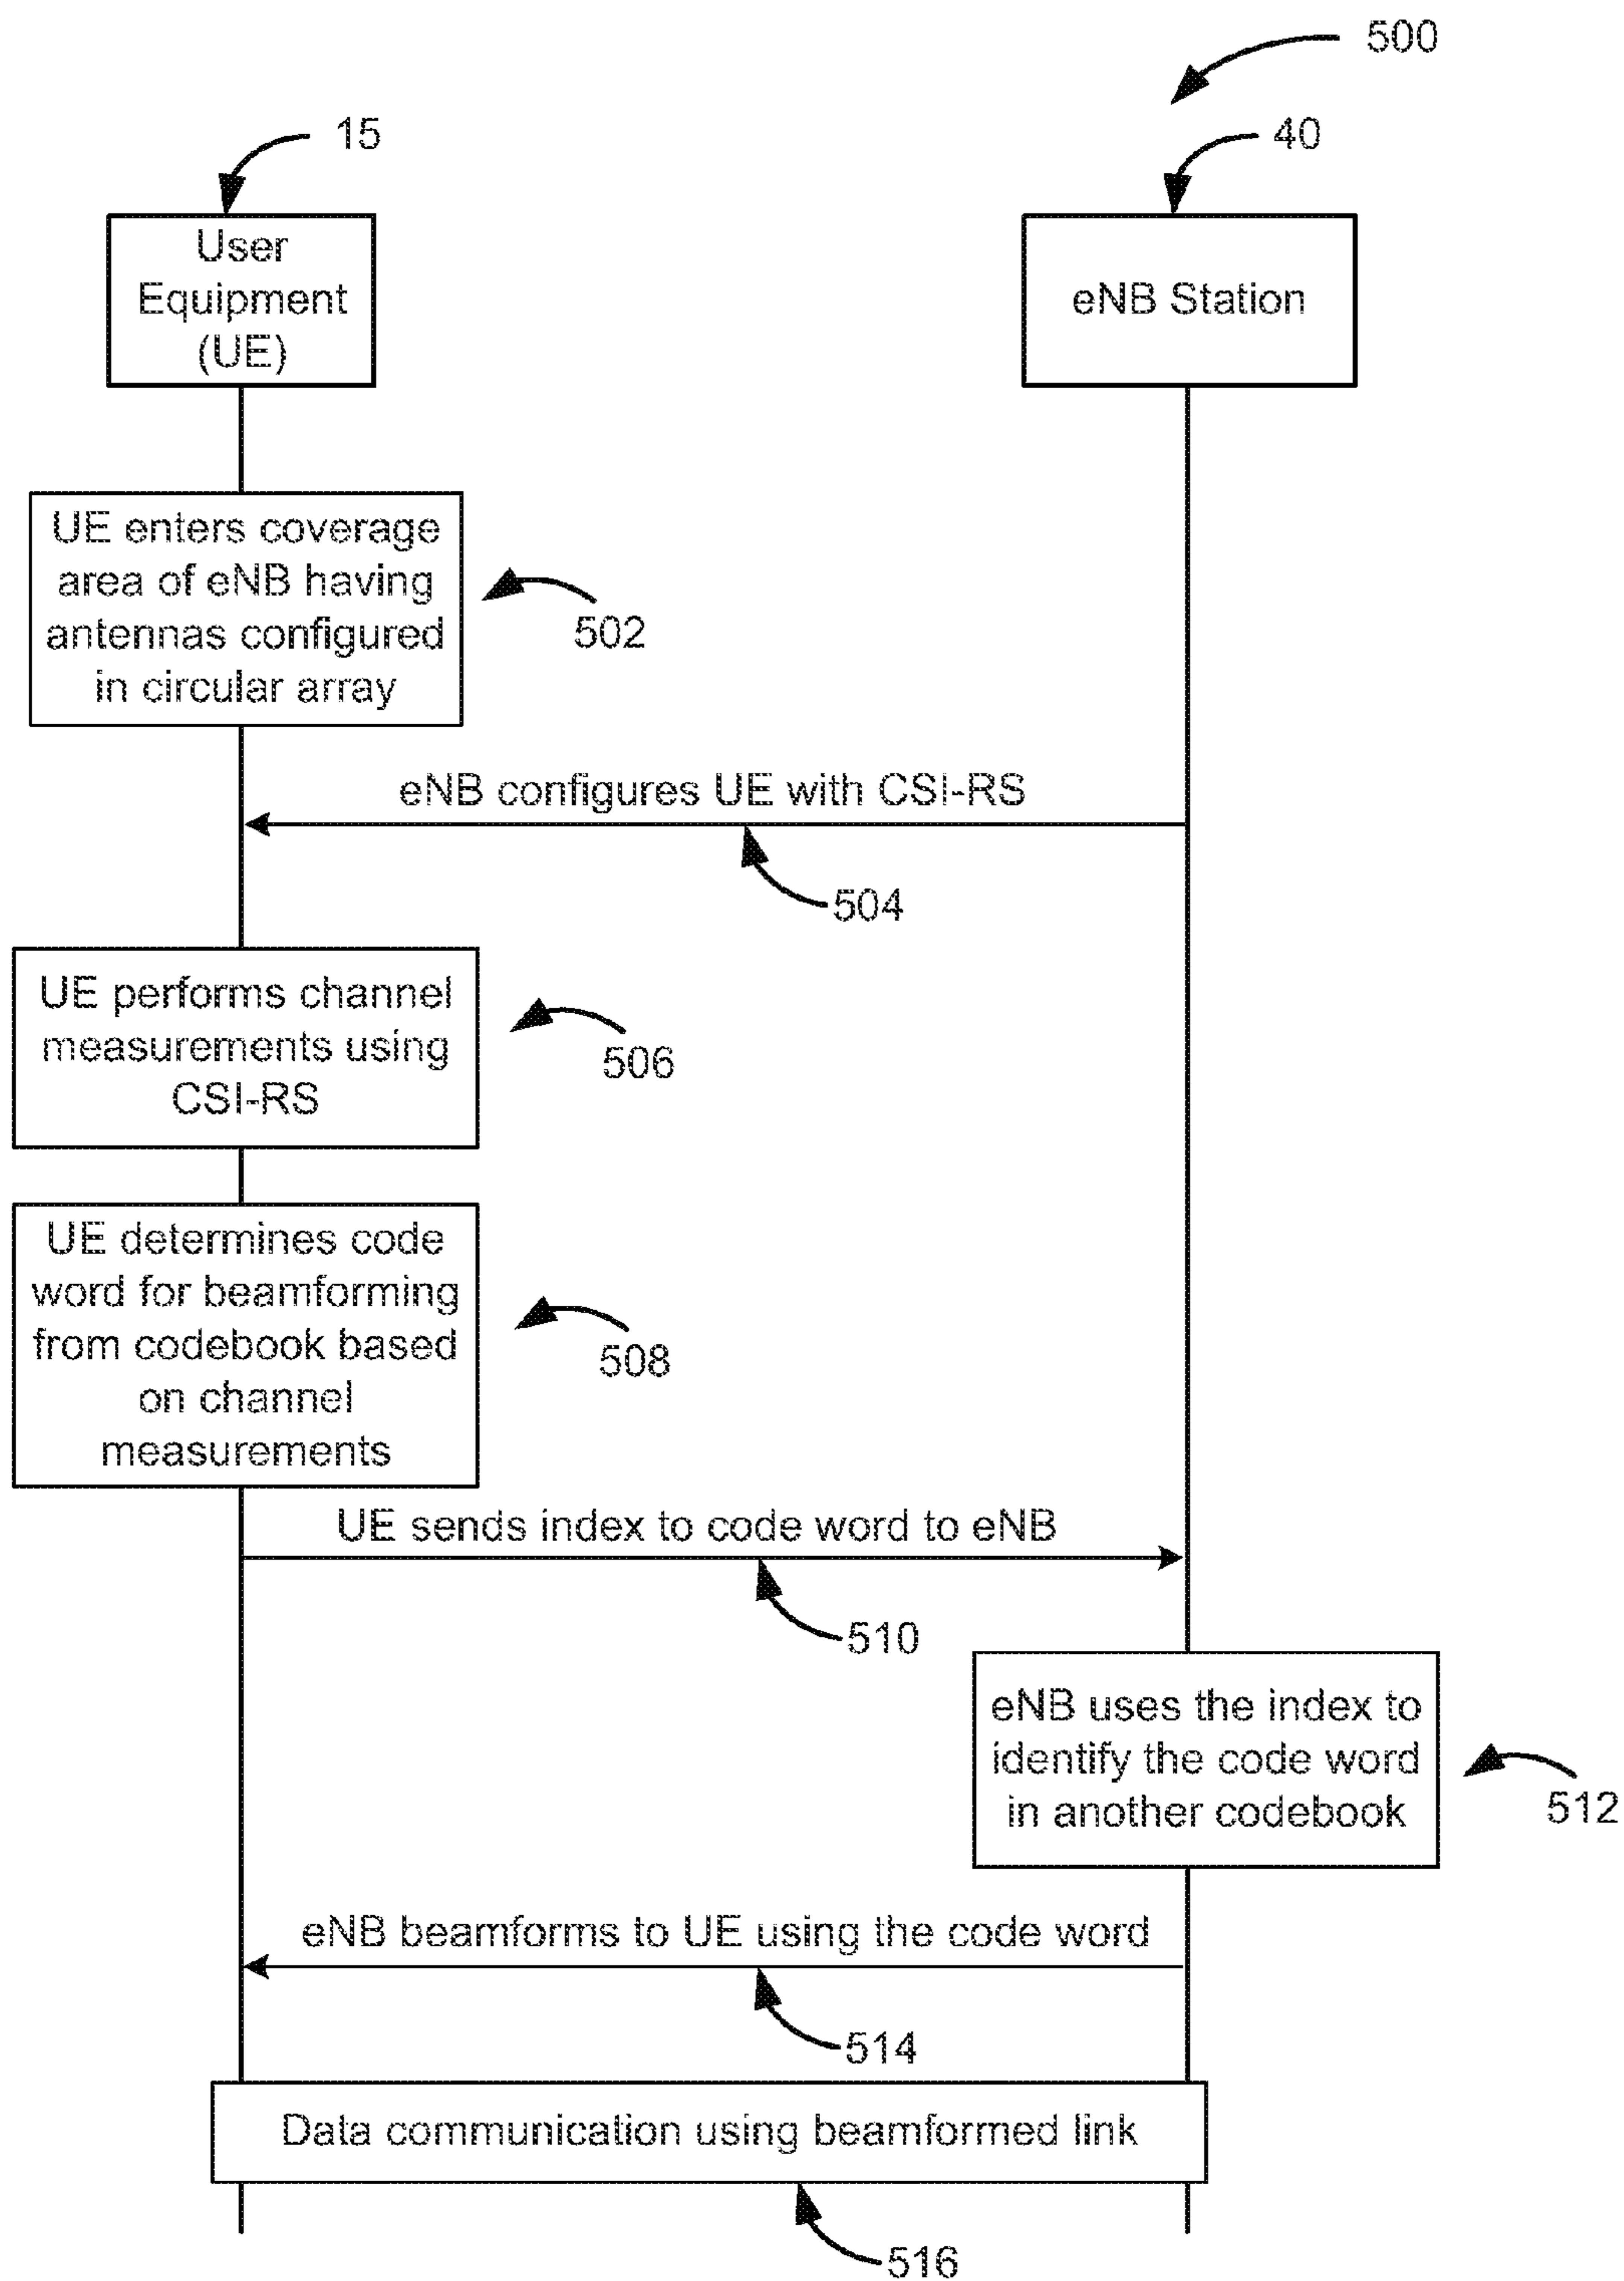 500
15
40
User
Equipment
(UE)
eNB Station
UE enters coverage
area of eNB having
antennas configured
in circular array
502
eNB configures UE with CSI-RS
504
UE performs channel
measurements using
CSI-RS
506
UE determines code
word for beamforming
from codebook based
on channel
measurements
508
UE sends index to code word to eNB
510
eNB uses the index to
identify the code word
in another codebook
512
eNB beamforms to UE using the code word
514
Data communication using beamformed link
516